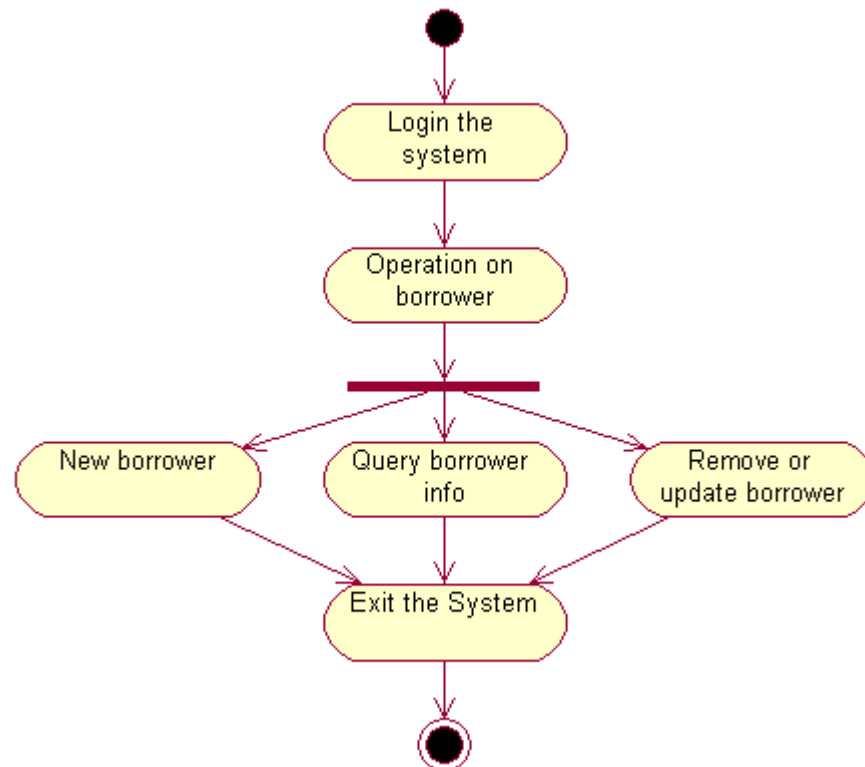 Login the
system
Operation on
borrower
New borrower
Query borrower
info
Remove or
update borrower
Exit the System